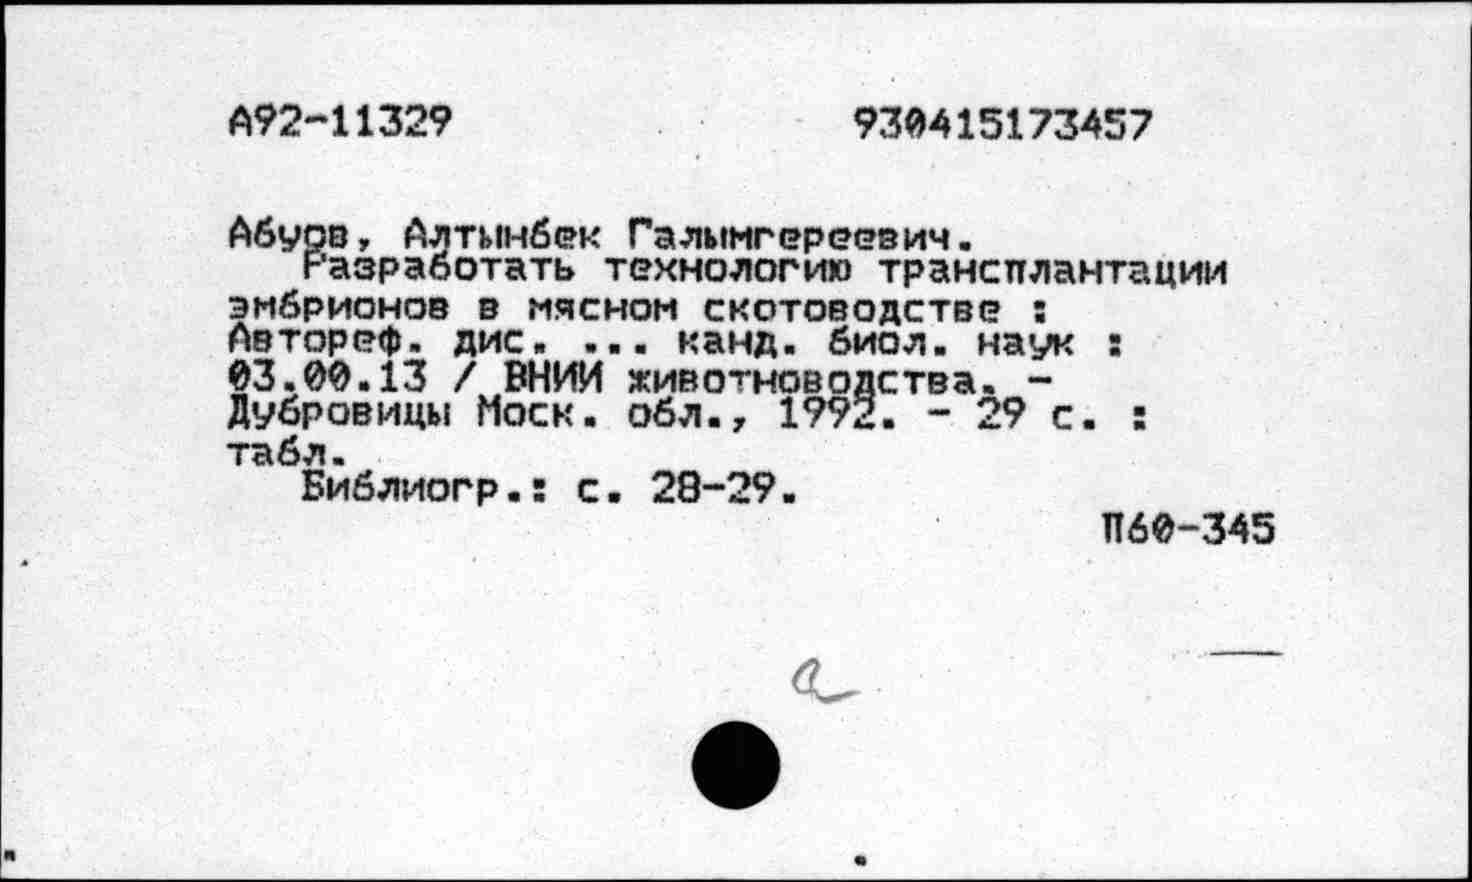 А92-11329 930415173457
Абуов, Алтынбек Галымгереевич.
Разработать технологию трансплантации
эмбрионов в мясном скотоводстве :
Автореф. дис. ... канд. биол. наук :
03.00.13 / ВНИИ животноводства. -
Дубровицы Моск. обл., 1992. - 29 с. :
табл.
Библиогр.: с. 28-29.
П60-345
а